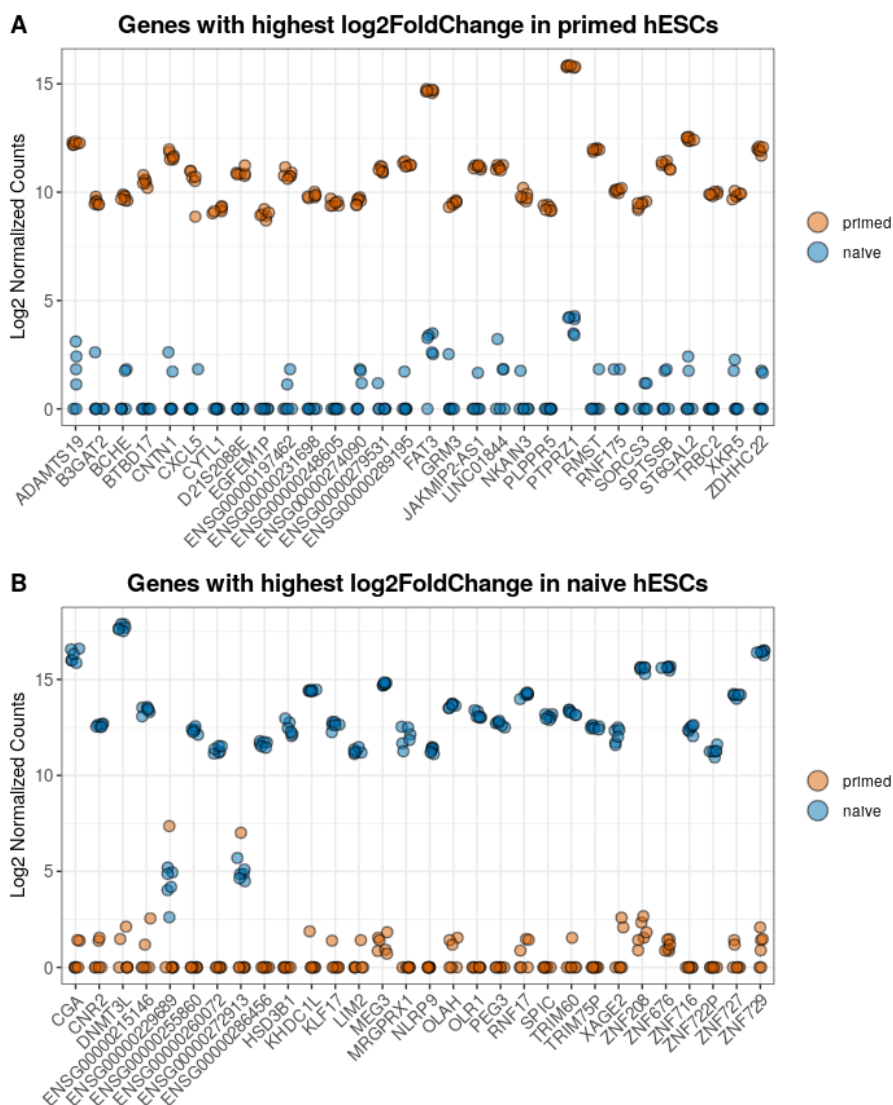 A
Genes with highest log2FoldChange in primed hESCs
Log2 Normalized Counts
15
10
5
0
ADAMTS19
B3GAT2
BCHE
BTBD17
CNTN1
CXCL5
CYTL1
D21S2088E
EGFEM1P
ENSG00000197462
ENSG00000231698
ENSG00000248605
ENSG00000274090
ENSG00000279531
ENSG00000289195
FAT3
GRM3
JAKMIP2-AS1
LINC01844
NKAIN3
PLPPR5
PTPRZ1
RMST
RNF175
SORCS3
SPTSSB
ST6GAL2
TRBC2
XKR5
ZDHHC22
primed
naive
B
Genes with highest log2FoldChange in naive hESCs
Log2 Normalized Counts
15
10
5
0
CGA
CNR2
DNMT3L
ENSG00000215146
ENSG00000229689
ENSG00000255860
ENSG00000260072
ENSG00000272913
ENSG00000286456
HSD3B1
KHDC1L
KLF17
LIM2
MEG3
MRGPRX1
NLRP9
OLAH
OLR1
PEG3
RNF17
SPIC
TRIM60
TRIM75P
XAGE2
ZNF208
ZNF676
ZNF716
ZNF722P
ZNF727
ZNF729
primed
naive